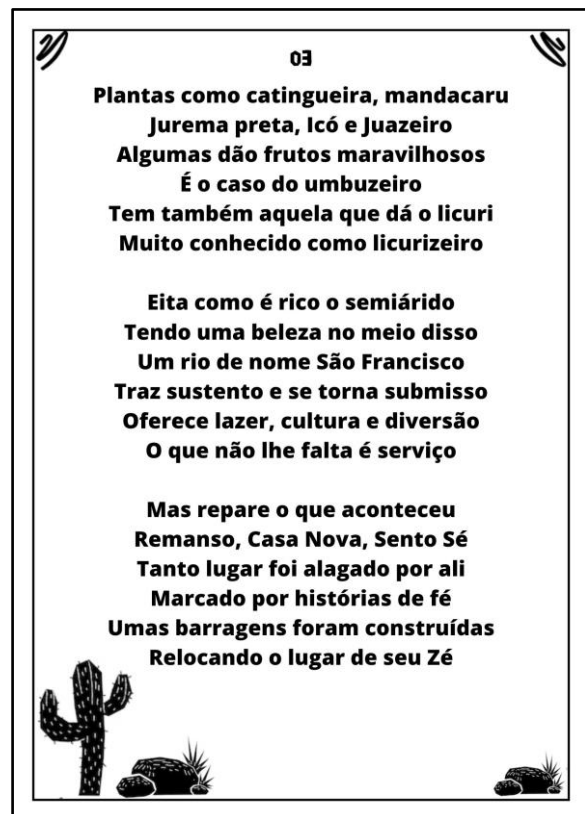 03
Plantas como catingueira, mandacaru
Jurema preta, Icó e Juazeiro
Algumas dão frutos maravilhosos
É o caso do umbuzeiro
Tem também aquela que dá o licuri
Muito conhecido como licurizeiro
Eita como é rico o semiárido
Tendo uma beleza no meio disso
Um rio de nome São Francisco
Traz sustento e se torna submisso
Oferece lazer, cultura e diversão
O que não lhe falta é serviço
Mas repare o que aconteceu
Remanso, Casa Nova, Sento Sé
Tanto lugar foi alagado por ali
Marcado por histórias de fé
Umas barragens foram construídas
Relocando o lugar de seu Zé